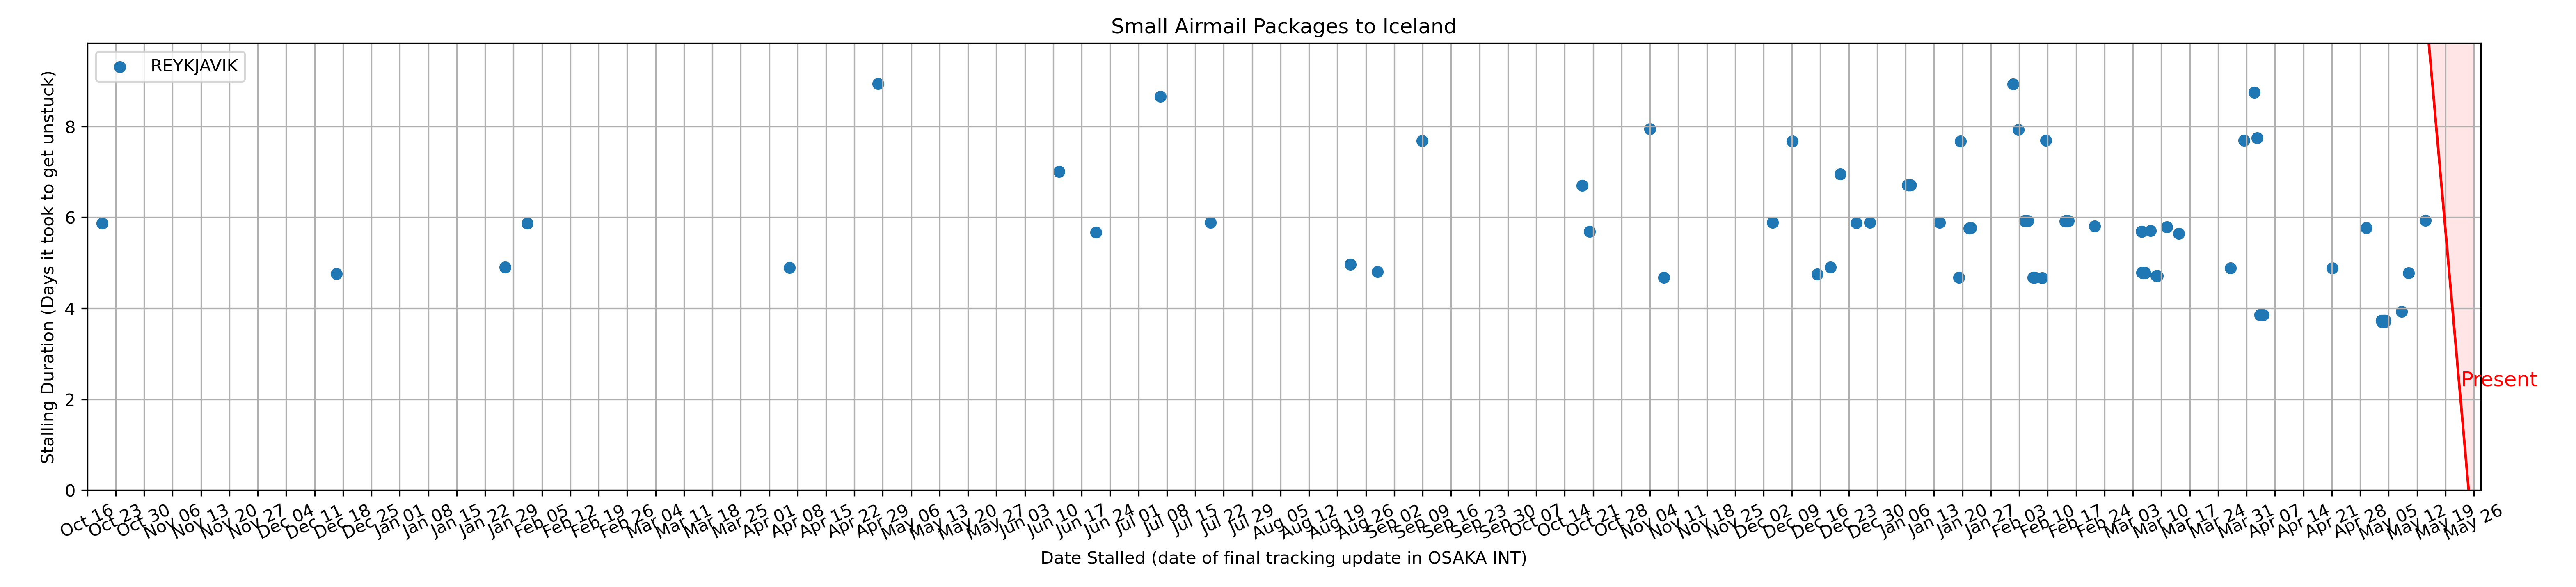 Small Airmail Packages to Iceland
REYKJAVIK
Stalling Duration (Days it took to get unstuck)
8
6
4
2
0
Present
Oct 16
Oct 23
Oct 30
Nov 06
Nov 13
Nov 20
Nov 27
Dec 04
Dec 11
Dec 18
Dec 25
Jan 01
Jan 08
Jan 15
Jan 22
Jan 29
Feb 05
Feb 12
Feb 19
Feb 26
Mar 04
Mar 11
Mar 18
Mar 25
Apr 01
Apr 08
Apr 15
Apr 22
Apr 29
May 06
May 13
May 20
May 27
Jun 03
Jun 10
Jun 17
Jun 24
Jul 01
Jul 08
Jul 15
Jul 22
Jul 29
Aug 05
Aug 12
Aug 19
Aug 26
Sep 02
Sep 09
Sep 16
Sep 23
Sep 30
Oct 07
Oct 14
Oct 21
Oct 28
Nov 04
Nov 11
Nov 18
Nov 25
Dec 02
Dec 09
Dec 16
Dec 23
Dec 30
Jan 06
Jan 13
Jan 20
Jan 27
Feb 03
Feb 10
Feb 17
Feb 24
Mar 03
Mar 10
Mar 17
Mar 24
Mar 31
Apr 07
Apr 14
Apr 21
Apr 28
May 05
May 12
May 19
May 26
Date Stalled (date of final tracking update in OSAKA INT)